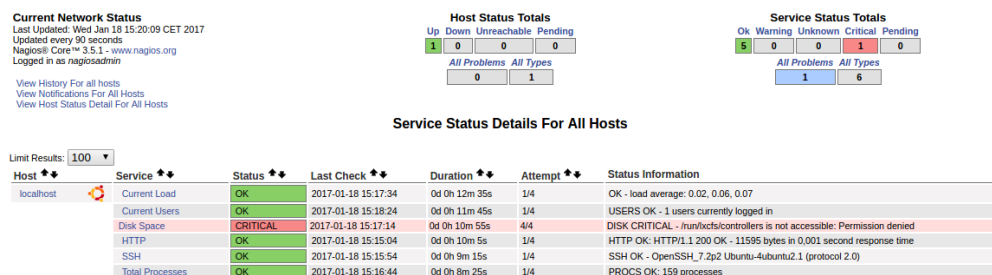 Current Network Status
Last Updated: Wed Jan 18 15:20:09 CET 2017
Updated every 90 seconds
Nagios® Core™ 3.5.1 - www.nagios.org
Logged in as nagiosadmin
View History For all hosts
View Notifications For All Hosts
View Host Status Detail For All Hosts
Host Status Totals
Up Down Unreachable Pending
1 0 0 0
All Problems All Types
0 1
Service Status Totals
Ok Warning Unknown Critical Pending
5 0 0 1 0
All Problems All Types
1 6
Service Status Details For All Hosts
Limit Results: 100
Host Service Status Last Check Duration Attempt Status Information
localhost Current Load OK 2017-01-18 15:17:34 0d 0h 12m 35s 1/4 OK - load average: 0.02, 0.06, 0.07
Current Users OK 2017-01-18 15:18:24 0d 0h 11m 45s 1/4 USERS OK - 1 users currently logged in
Disk Space CRITICAL 2017-01-18 15:17:14 0d 0h 10m 55s 4/4 DISK CRITICAL - /run/lxcfs/controllers is not accessible: Permission denied
HTTP OK 2017-01-18 15:15:04 0d 0h 10m 5s 1/4 HTTP OK: HTTP/1.1 200 OK - 11595 bytes in 0,001 second response time
SSH OK 2017-01-18 15:15:54 0d 0h 9m 15s 1/4 SSH OK - OpenSSH_7.2p2 Ubuntu-4ubuntu2.1 (protocol 2.0)
Total Processes OK 2017-01-18 15:16:44 0d 0h 8m 25s 1/4 PROCS OK: 159 processes